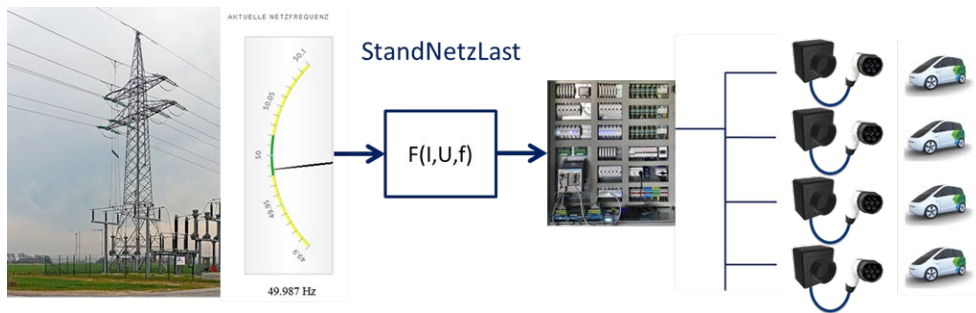 AKTUELLE NETZFREQUENZ
StandNetzLast
50.1
50.05
50
49.95
49.9
F(I,U,f)
49.987 Hz